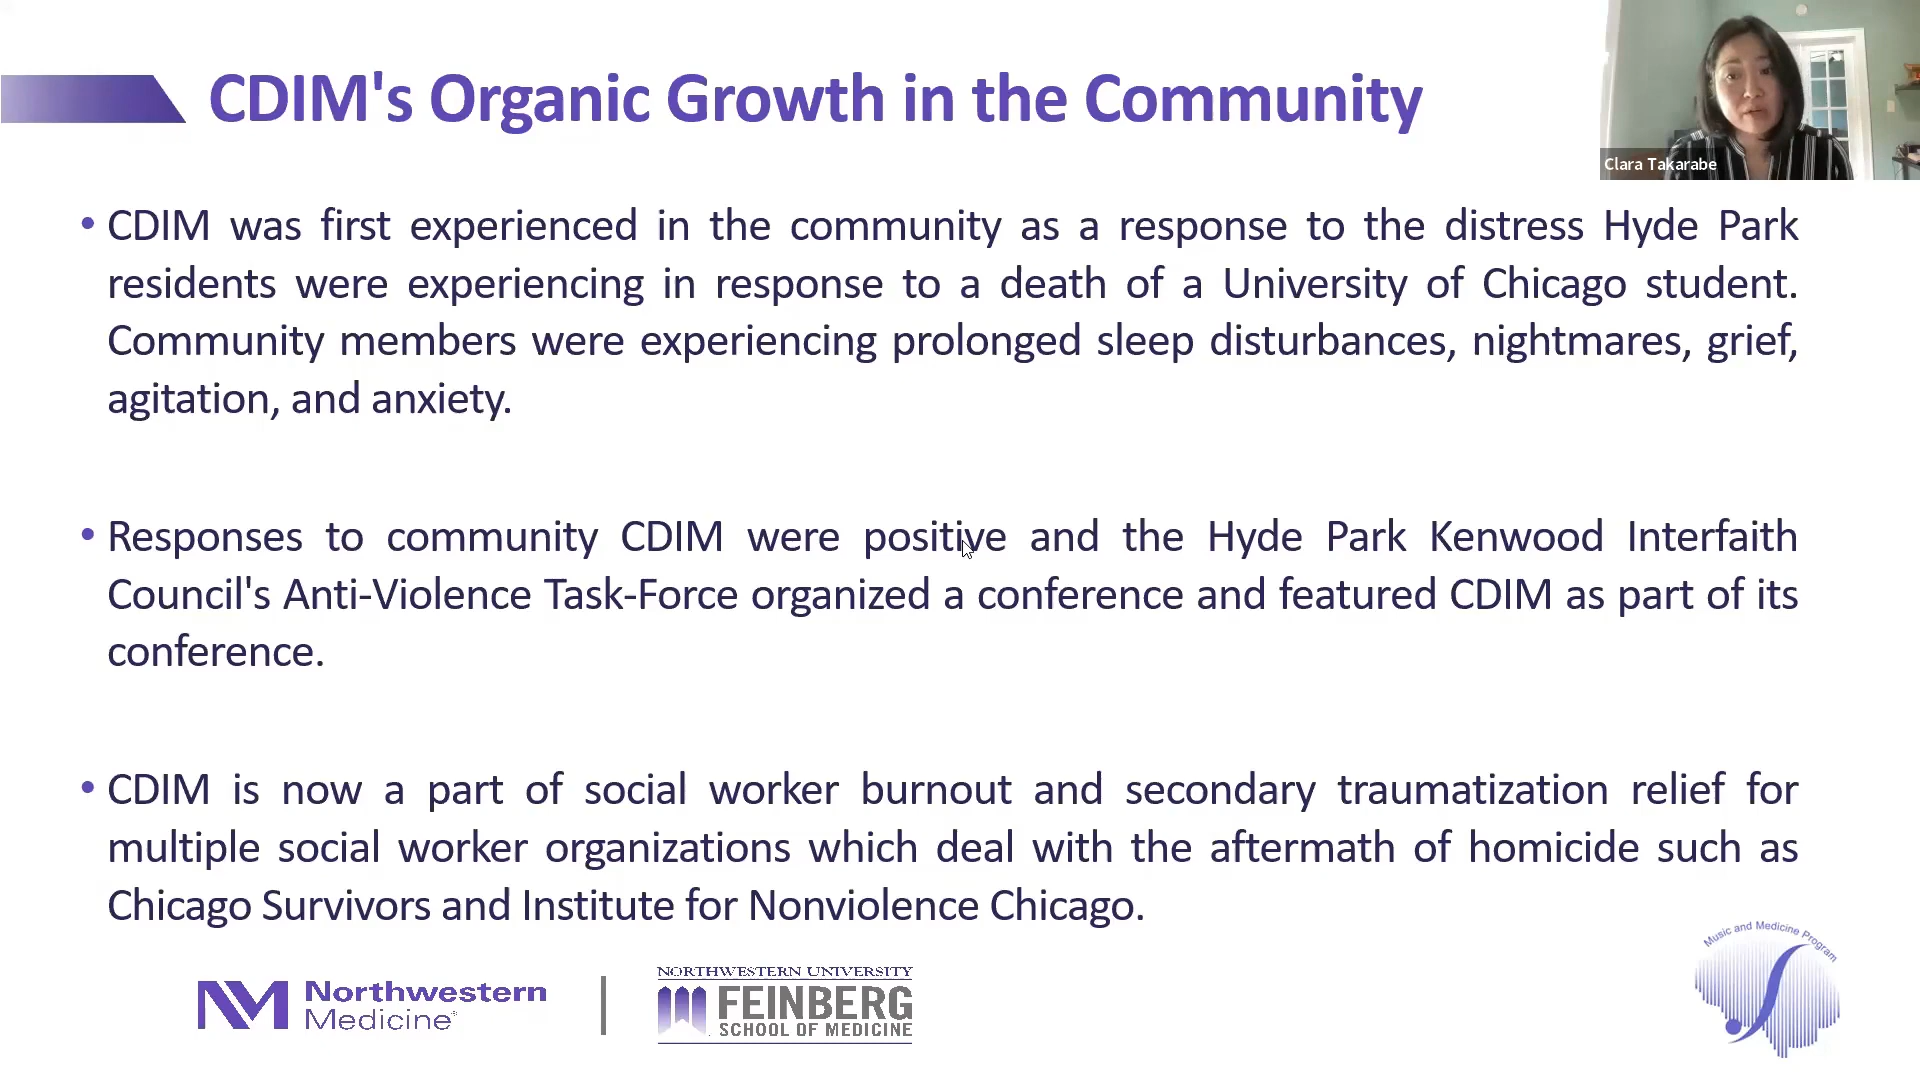 CDIM's Organic Growth in the Community
Clara Takarabe
• CDIM was first experienced in the community as a response to the distress Hyde Park
residents were experiencing in response to a death of a University of Chicago student.
Community members were experiencing prolonged sleep disturbances, nightmares, grief,
agitation, and anxiety.
• Responses to community CDIM were positive and the Hyde Park Kenwood Interfaith
Council's Anti-Violence Task-Force organized a conference and featured CDIM as part of its
conference.
• CDIM is now a part of social worker burnout and secondary traumatization relief for
multiple social worker organizations which deal with the aftermath of homicide such as
Chicago Survivors and Institute for Nonviolence Chicago.
Music and Medicine Program
NM Northwestern
Medicine®
NORTHWESTERN UNIVERSITY
FEINBERG
SCHOOL OF MEDICINE